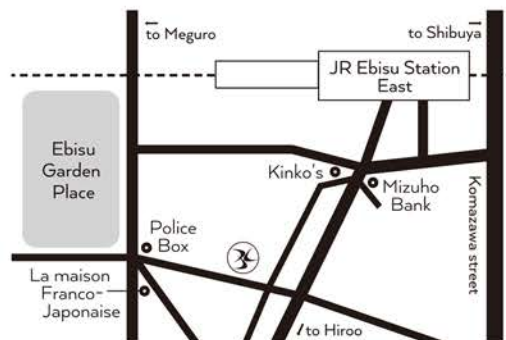 ← to Meguro
to Shibuya →
JR Ebisu Station
East
Ebisu
Garden
Place
Kinko's
Mizuho
Bank
Komazawa street
Police
Box
La maison
Franco-
Japonaise
to Hiroo